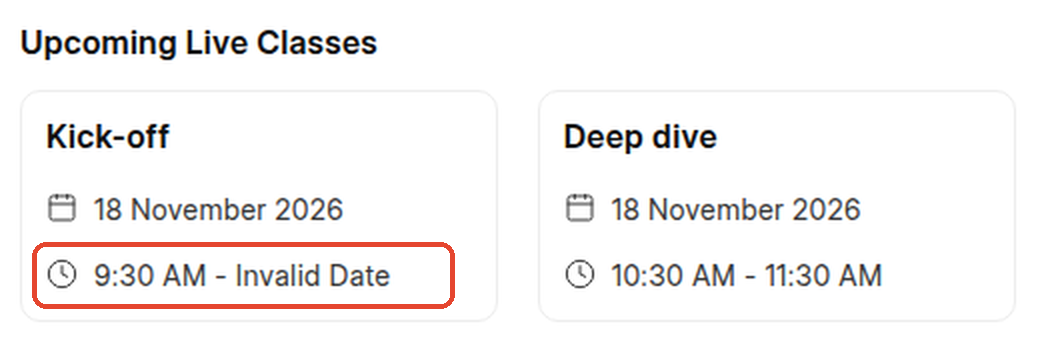 Upcoming Live Classes
Kick-off
18 November 2026
9:30 AM - Invalid Date
Deep dive
18 November 2026
10:30 AM - 11:30 AM